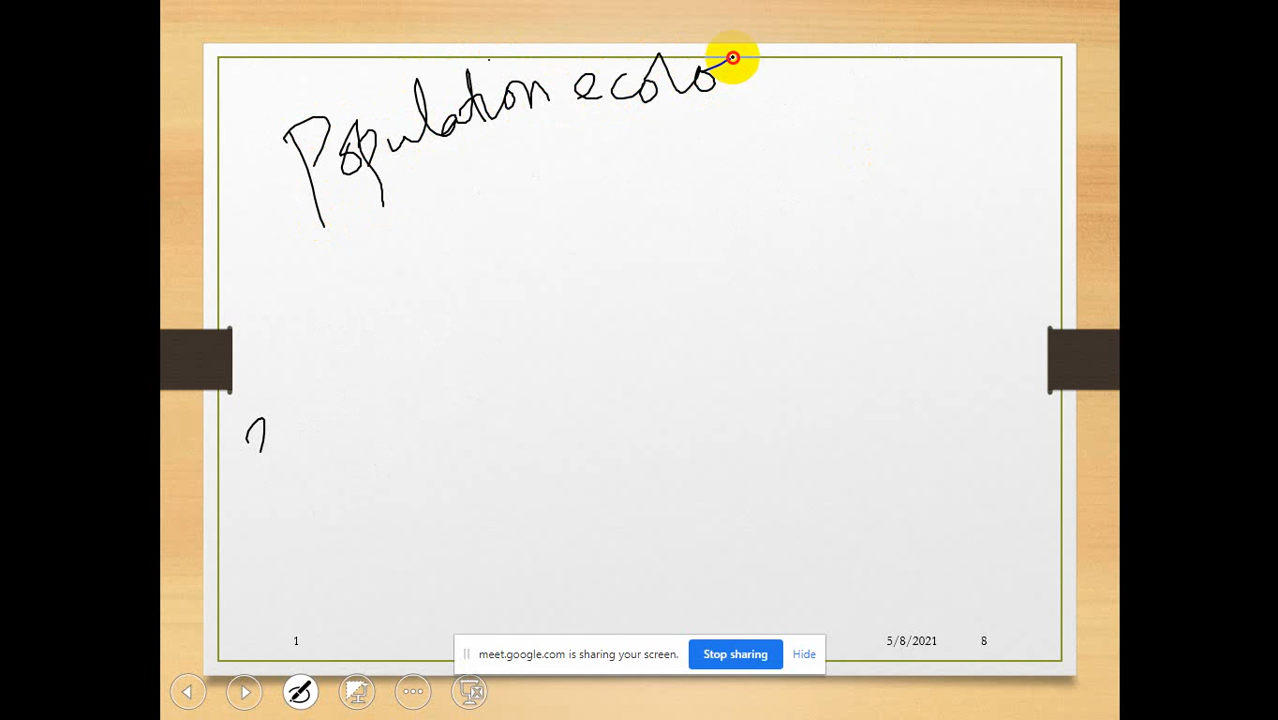 Population ecolo
1
5/8/2021
8
meet.google.com is sharing your screen.
Stop sharing
Hide